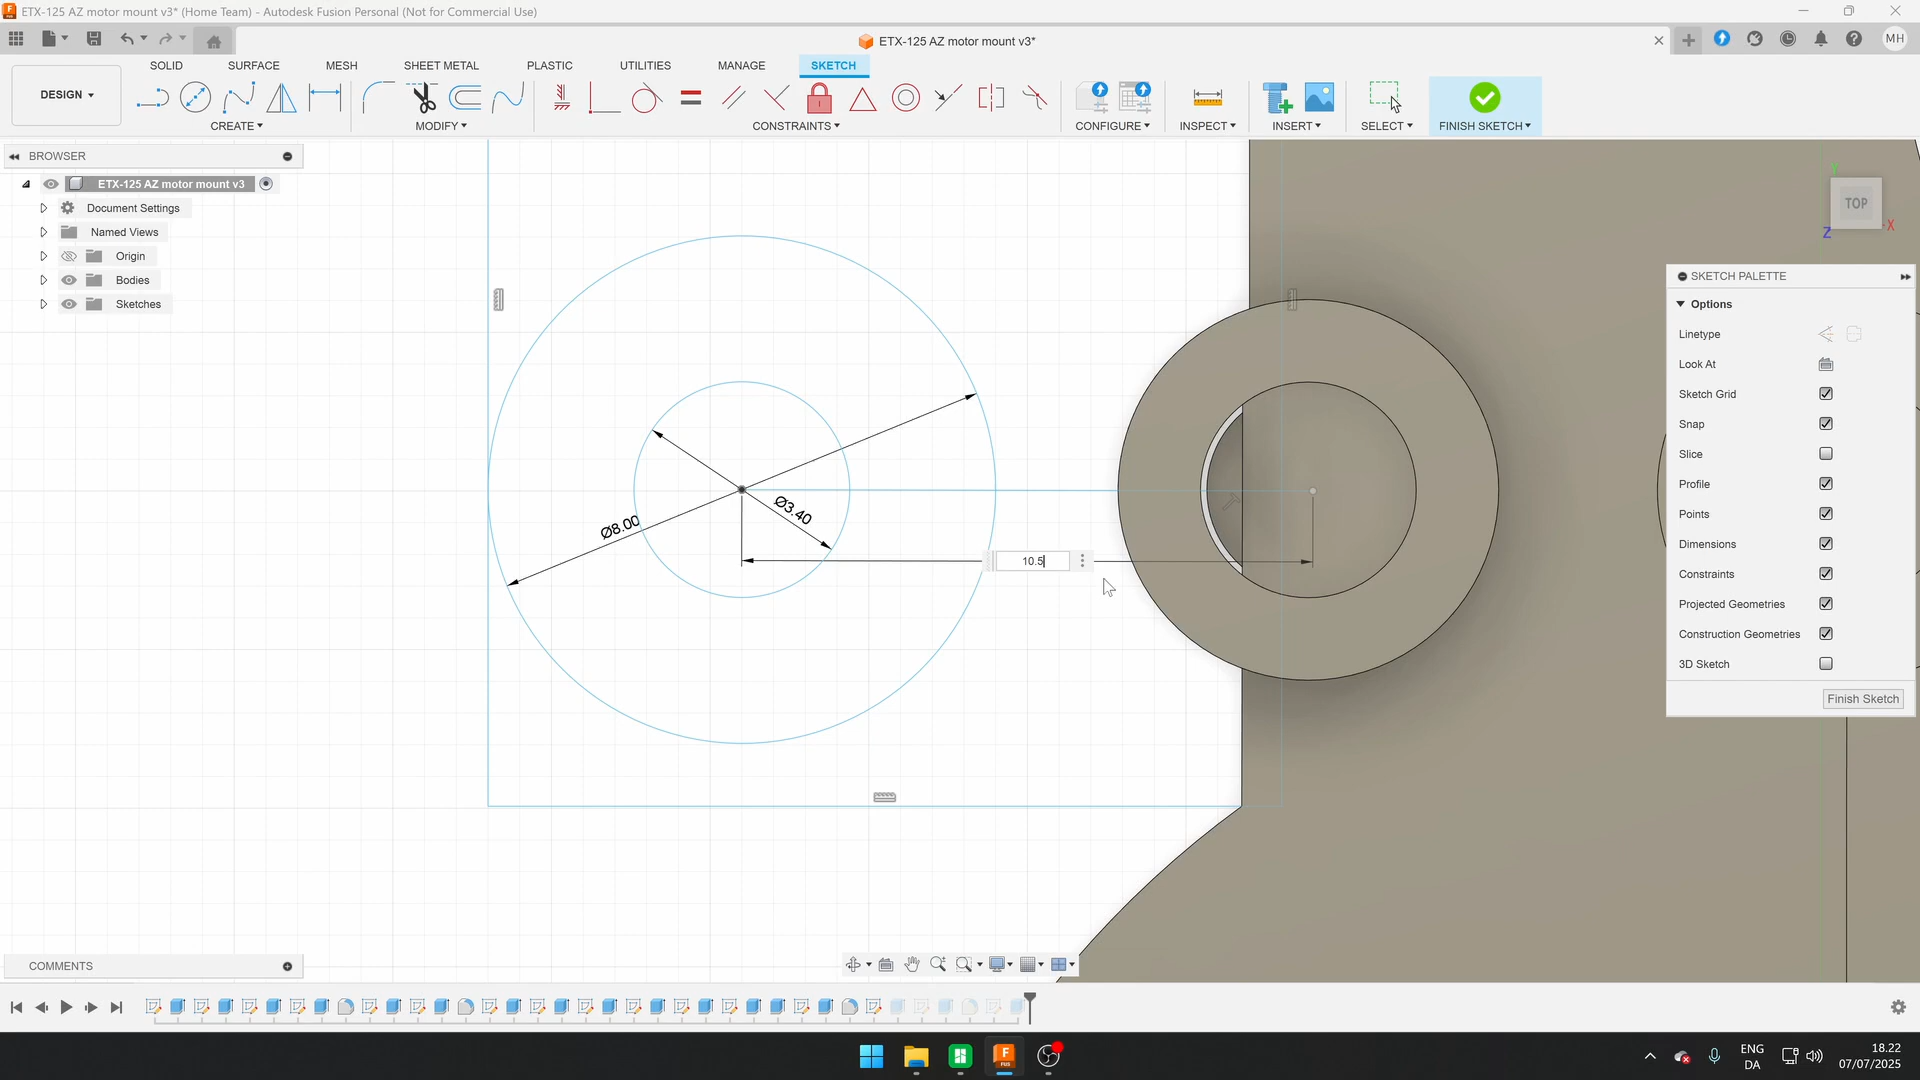 ETX-125 AZ motor mount v3* (Home Team) - Autodesk Fusion Personal (Not for Commercial Use)
ETX-125 AZ motor mount v3*
MH
DESIGN
SOLID
SURFACE
MESH
SHEET METAL
PLASTIC
UTILITIES
MANAGE
SKETCH
CREATE
MODIFY
CONSTRAINTS
CONFIGURE
INSPECT
INSERT
SELECT
FINISH SKETCH
BROWSER
ETX-125 AZ motor mount v3
Document Settings
Named Views
Origin
Bodies
Sketches
Ø8.00
Ø3.40
10.5
TOP
Y
X
Z
SKETCH PALETTE
Options
Linetype
Look At
Sketch Grid
Snap
Slice
Profile
Points
Dimensions
Constraints
Projected Geometries
Construction Geometries
3D Sketch
Finish Sketch
COMMENTS
ENG
DA
18.22
07/07/2025